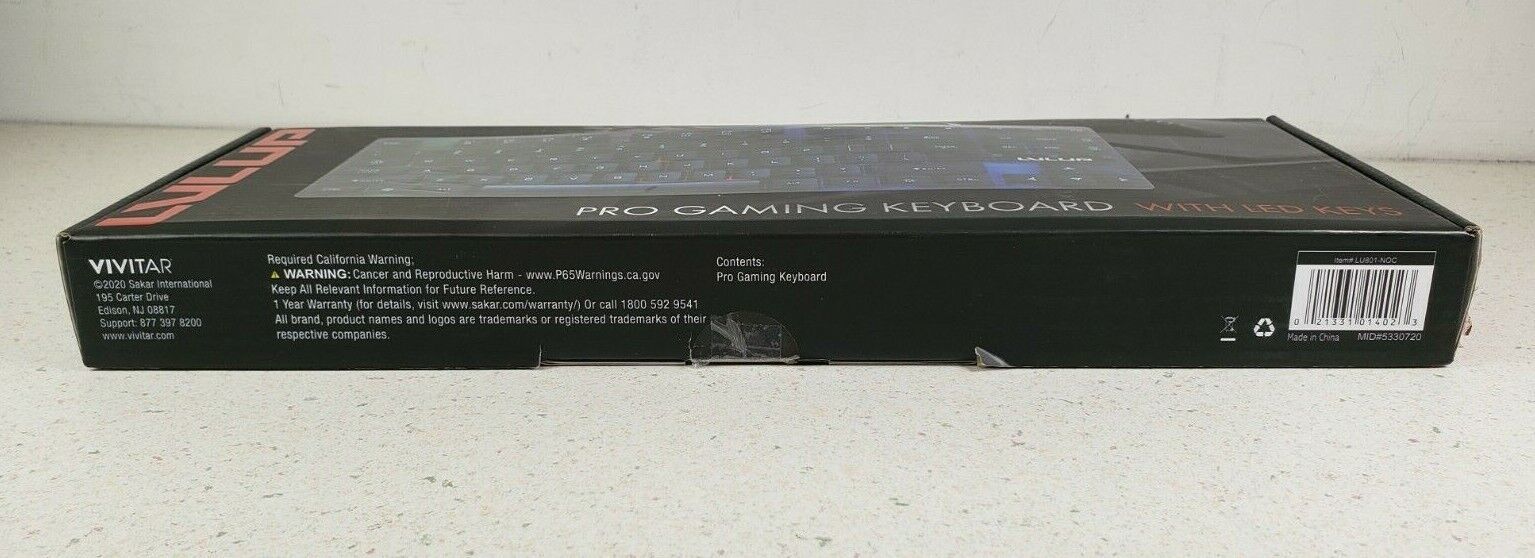 LVLUP
LVLUP
PRO GAMING KEYBOARD WITH LED KEYS
VIVITAR
©2020 Sakar International
195 Carter Drive
Edison, NJ 08817
Support: 877 397 8200
www.vivitar.com
Required California Warning:
WARNING: Cancer and Reproductive Harm - www.P65Warnings.ca.gov
Keep All Relevant Information for Future Reference.
1 Year Warranty (for details, visit www.sakar.com/warranty/) Or call 1800 592 9541
All brand, product names and logos are trademarks or registered trademarks of their
respective companies.
Contents:
Pro Gaming Keyboard
Item# LU801-NOC
0 21331 01402 3
Made in China MID#5330720